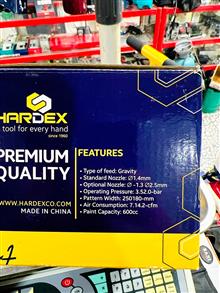 HARDEX
tool for every hand
since 1960
PREMIUM
QUALITY
WWW.HARDEXCO.COM
MADE IN CHINA
FEATURES
• Type of feed: Gravity
• Standard Nozzle: ∅1.4mm
• Optional Nozzle: ∅ -1.3 ∅2.5mm
• Operating Pressure: 3.52.0-bar
• Pattern Width: 250180-mm
• Air Consumption: 7.14.2-cfm
• Paint Capacity: 600cc